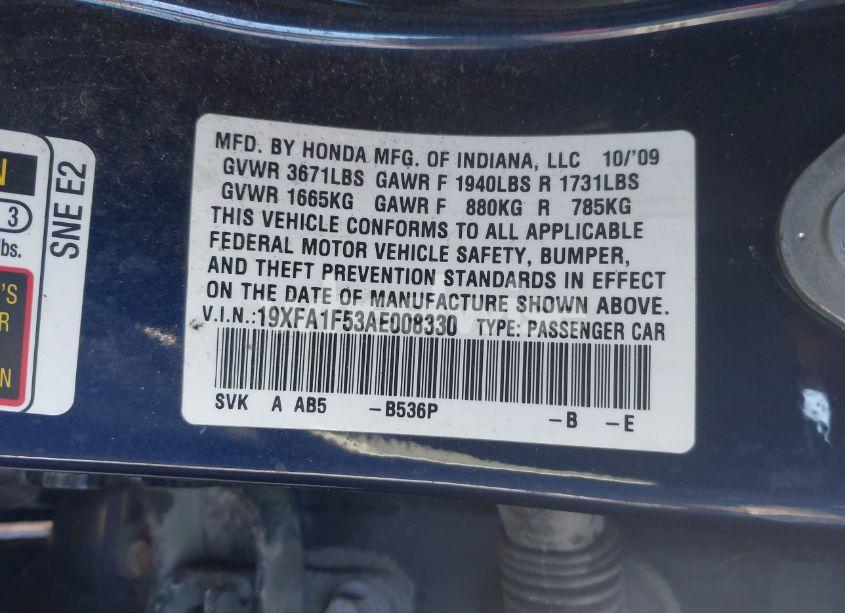 MFD. BY HONDA MFG. OF INDIANA, LLC 10/'09
GVWR 3671LBS GAWR F 1940LBS R 1731LBS
GVWR 1665KG GAWR F 880KG R 785KG
THIS VEHICLE CONFORMS TO ALL APPLICABLE
FEDERAL MOTOR VEHICLE SAFETY, BUMPER,
AND THEFT PREVENTION STANDARDS IN EFFECT
ON THE DATE OF MANUFACTURE SHOWN ABOVE.
V.I.N.:19XFA1F53AE008330 TYPE: PASSENGER CAR
SVK A AB5 -B536P -B -E
SNE E2
N
3
lbs.
'S
R
N